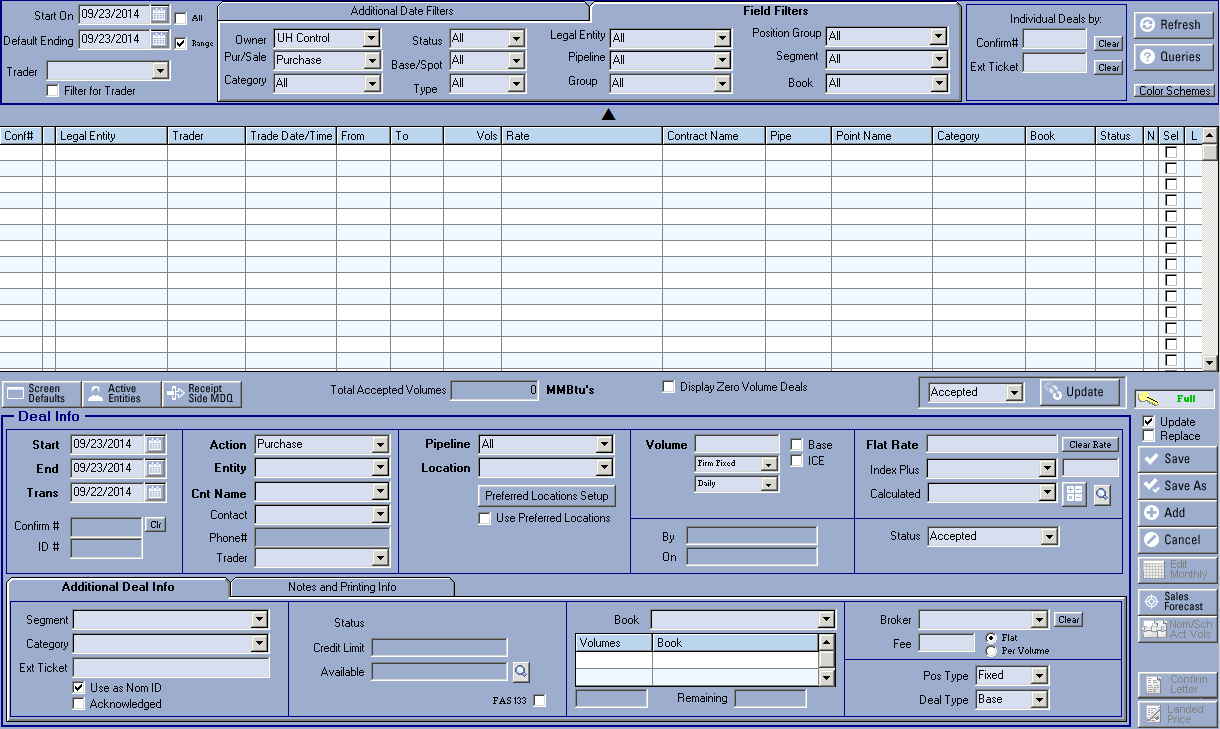 Start On 09/23/2014 All
Default Ending 09/23/2014 Range
Trader
Filter for Trader
Additional Date Filters Field Filters
Owner UH Control Status All Legal Entity All Position Group All
Pur/Sale Purchase Base/Spot All Pipeline All Segment All
Category All Type All Group All Book All
Individual Deals by:
Confirm# Clear
Ext Ticket Clear
Refresh
Queries
Color Schemes
Conf# Legal Entity Trader Trade Date/Time From To Vols Rate Contract Name Pipe Point Name Category Book Status N Sel L
Screen Defaults Active Entities Receipt Side MDQ Total Accepted Volumes 0 MMBtu's Display Zero Volume Deals Accepted Update Full
Deal Info
Start 09/23/2014
End 09/23/2014
Trans 09/22/2014
Confirm # Clr
ID #
Action Purchase
Entity
Cnt Name
Contact
Phone#
Trader
Pipeline All
Location
Preferred Locations Setup
Use Preferred Locations
Volume Base
Firm Fixed ICE
Daily
By
On
Flat Rate Clear Rate
Index Plus
Calculated
Status Accepted
Update
Replace
Save
Save As
Add
Cancel
Edit Monthly
Sales Forecast
Nom/Sch Act Vols
Confirm Letter
Landed Price
Additional Deal Info Notes and Printing Info
Segment
Category
Ext Ticket
Use as Nom ID
Acknowledged
Status
Credit Limit
Available
FAS 133
Book
Volumes Book
Remaining
Broker Clear
Fee Flat
Per Volume
Pos Type Fixed
Deal Type Base